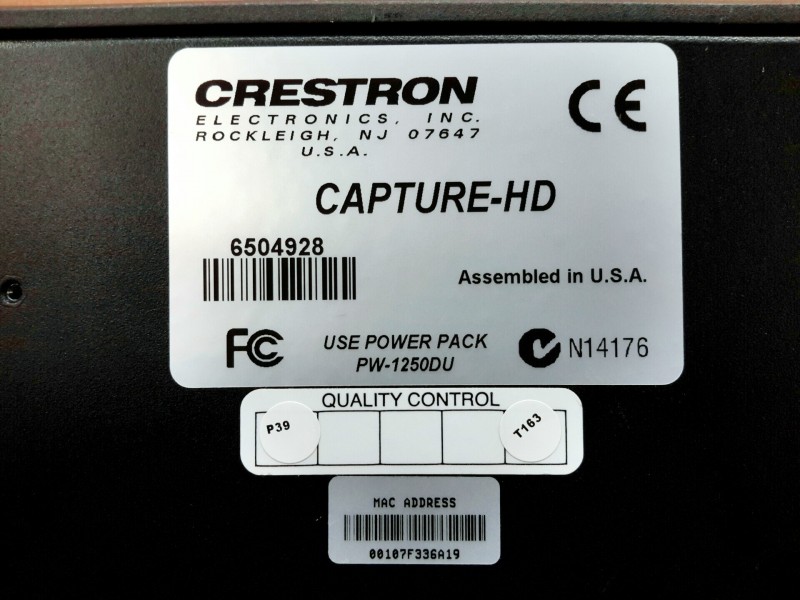 CRESTRON
ELECTRONICS, INC.
ROCKLEIGH, NJ 07647
U.S.A.
CE
CAPTURE-HD
6504928
Assembled in U.S.A.
FC
USE POWER PACK
PW-1250DU
N14176
QUALITY CONTROL
P39
T163
MAC ADDRESS
00107F336A19